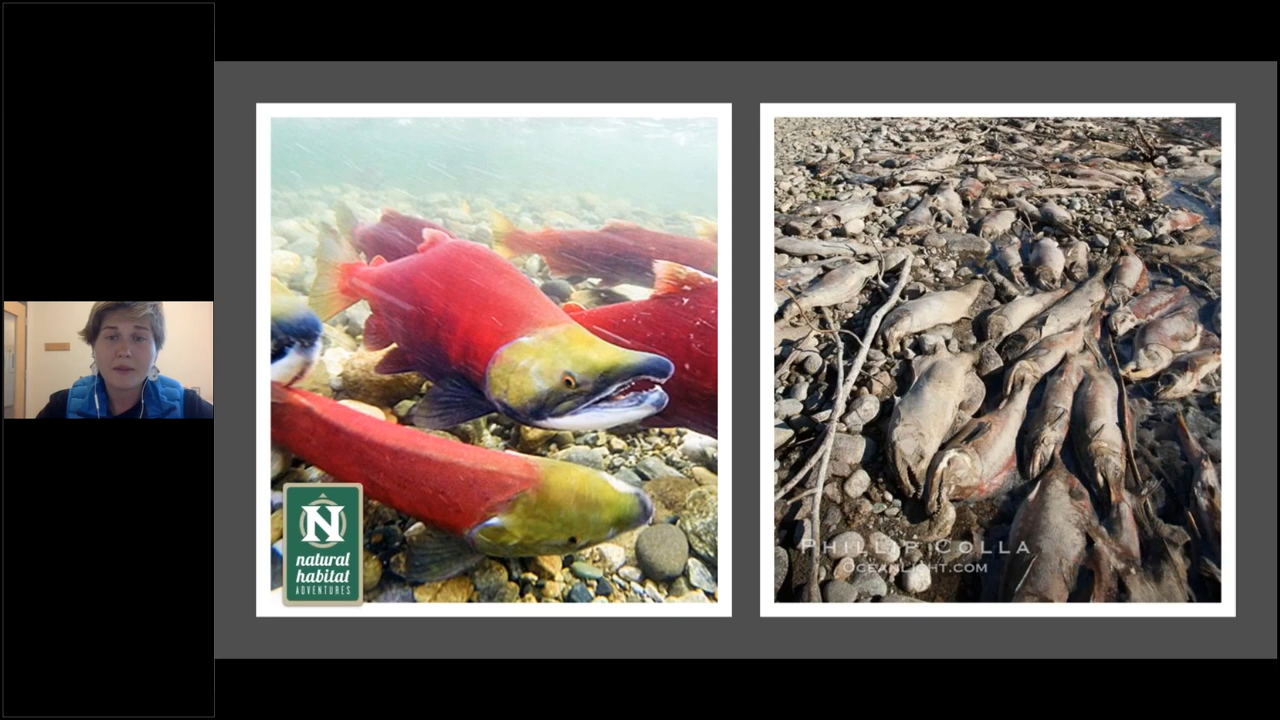 N
natural
habitat
ADVENTURES
PHILLIP COLLA
OCEANLIGHT.COM